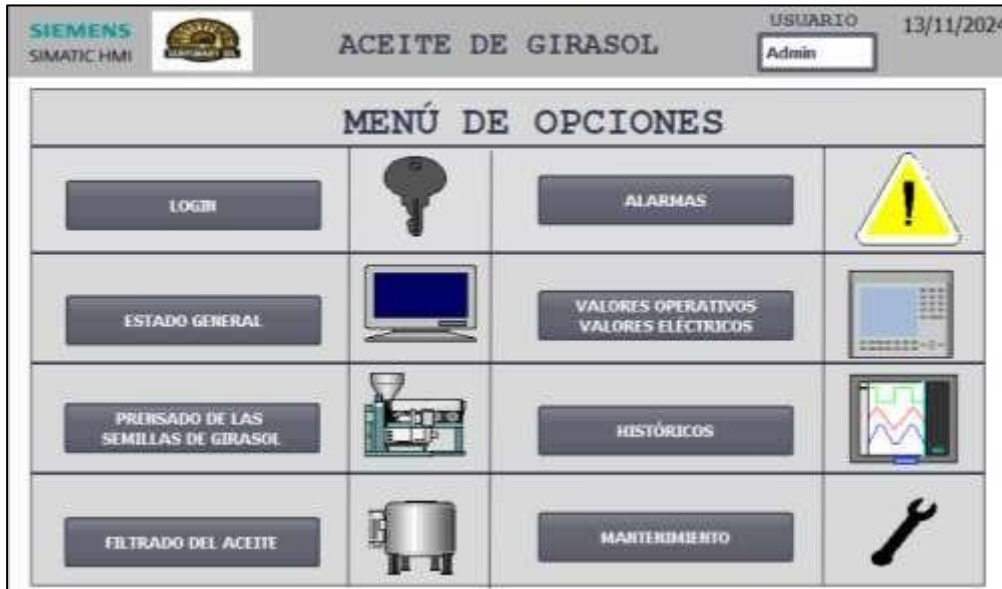 SIEMENS
SIMATIC HMI
ACEITE DE GIRASOL
USUARIO
Admin
13/11/2024
MENÚ DE OPCIONES
LOGIN
ALARMAS
ESTADO GENERAL
VALORES OPERATIVOS
VALORES ELÉCTRICOS
PRENSADO DE LAS
SEMILLAS DE GIRASOL
HISTÓRICOS
FILTRADO DEL ACEITE
MANTENIMIENTO